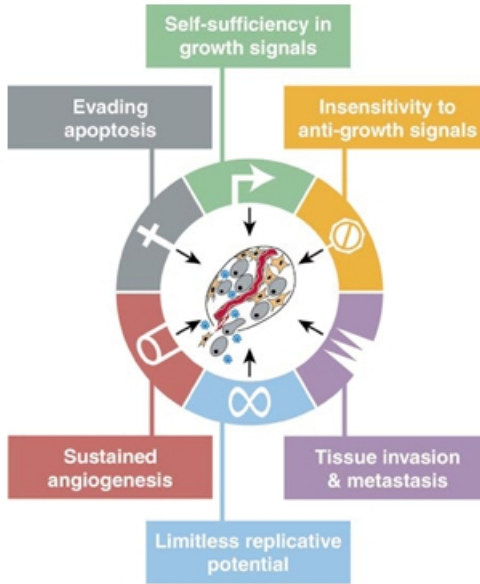 Self-sufficiency in
growth signals
Evading
apoptosis
Insensitivity to
anti-growth signals
Sustained
angiogenesis
Tissue invasion
& metastasis
Limitless replicative
potential